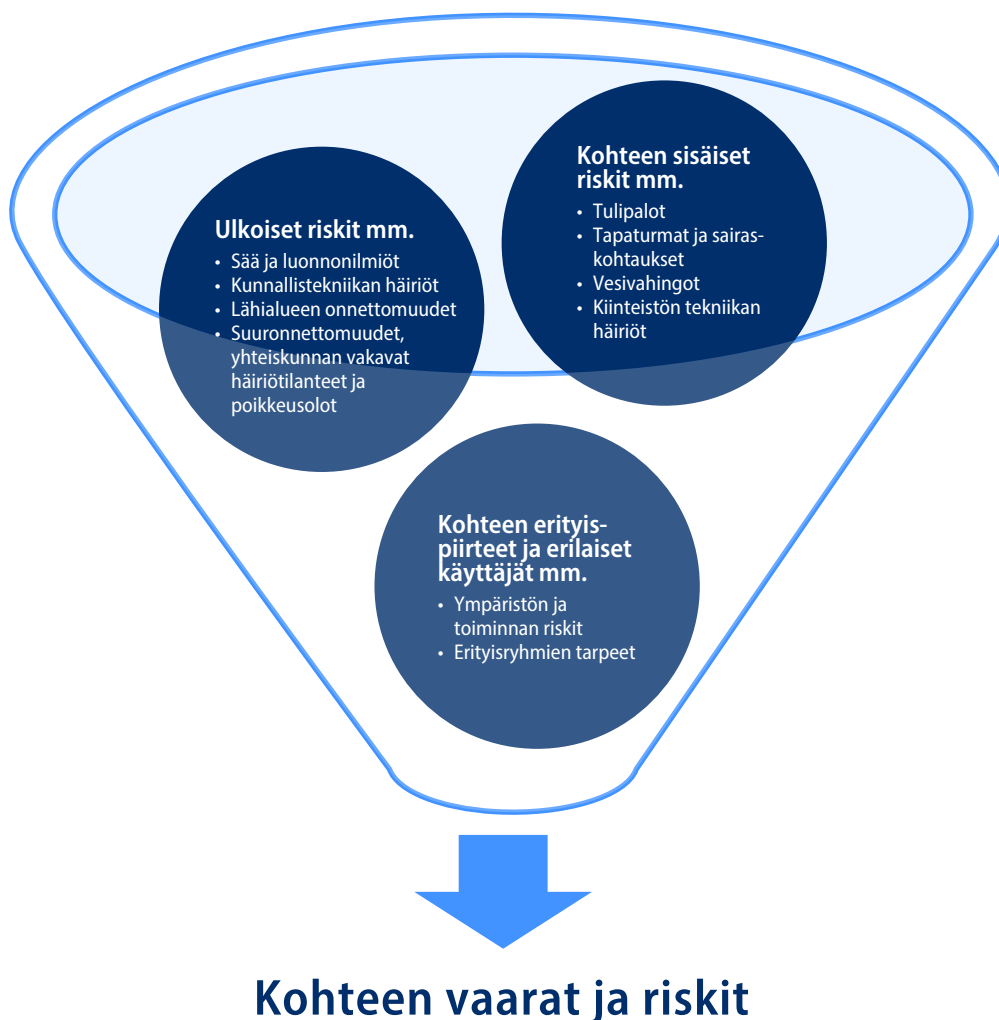 Kohteen sisäiset
riskit mm.
• Tulipalot
• Tapaturmat ja sairas-
kohtaukset
• Vesivahingot
• Kiinteistön tekniikan
häiriöt
Ulkoiset riskit mm.
• Sää ja luonnonilmiöt
• Kunnallistekniikan häiriöt
• Lähialueen onnettomuudet
• Suuronnettomuudet,
yhteiskunnan vakavat
häiriötilanteet ja
poikkeusolot
Kohteen erityis-
piirteet ja erilaiset
käyttäjät mm.
• Ympäristön ja
toiminnan riskit
• Erityisryhmien tarpeet
Kohteen vaarat ja riskit